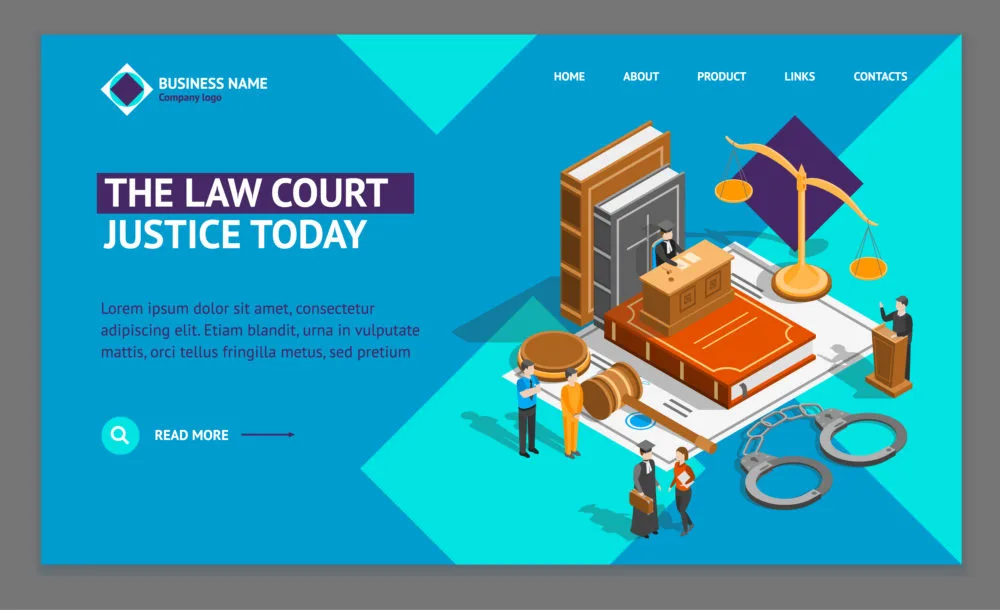 BUSINESS NAME
Company logo
HOME
ABOUT
PRODUCT
LINKS
CONTACTS
THE LAW COURT
JUSTICE TODAY
Lorem ipsum dolor sit amet, consectetur
adipiscing elit. Etiam blandit, urna in vulputate
mattis, orci tellus fringilla metus, sed pretium
READ MORE